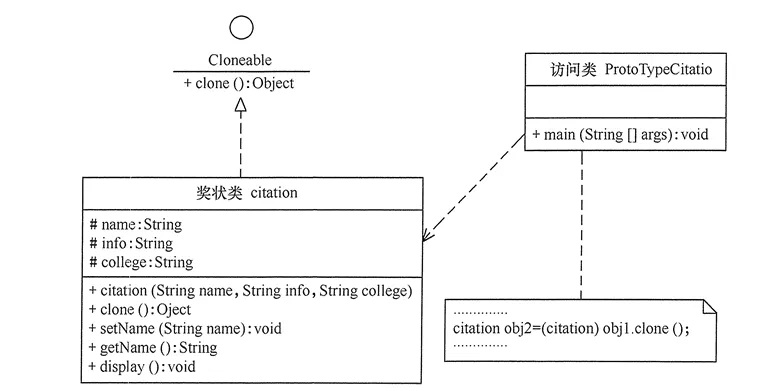 Cloneable
+ clone ():Object
访问类 ProtoTypeCitatio
+ main (String [] args):void
奖状类 citation
# name:String
# info:String
# college:String
+ citation (String name, String info, String college)
+ clone ():Oject
+ setName (String name):void
+ getName ():String
+ display ():void
..............
citation obj2=(citation) obj1.clone ();
..............